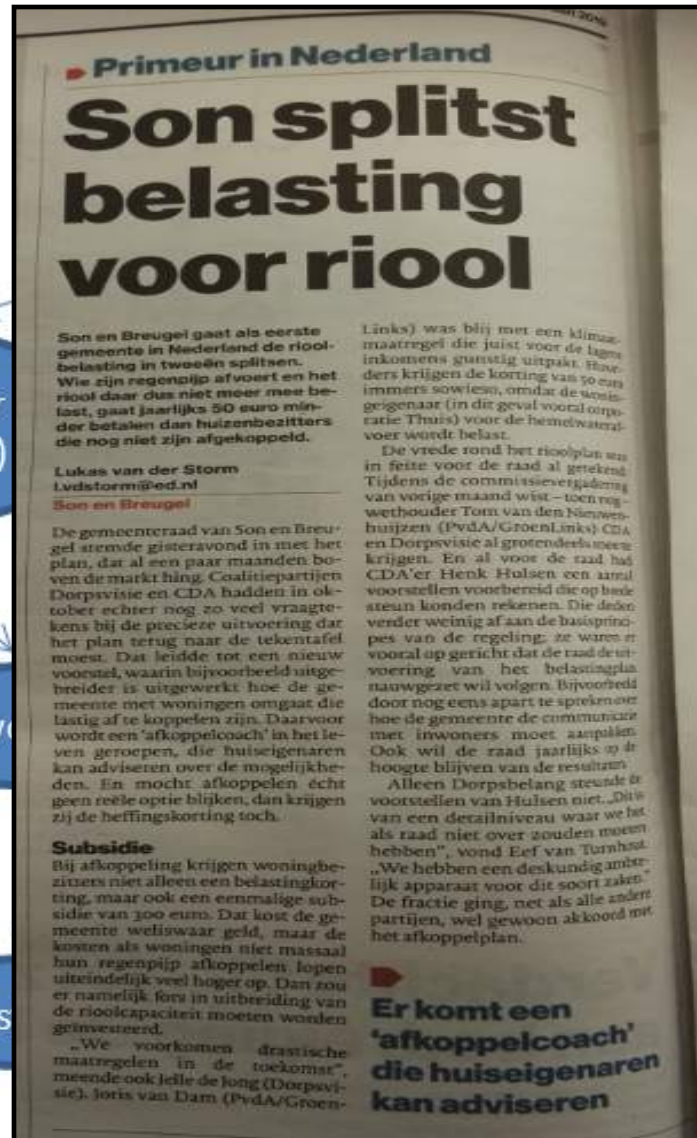 2019
Primeur in Nederland
Son splitst
belasting
voor riool
Son en Breugel gaat als eerste
gemeente in Nederland de riool-
belasting in tweeën splitsen.
Wie zijn regenpijp afvoert en het
riool daar dus niet meer mee be-
last, gaat jaarlijks 50 euro min-
der betalen dan huizenbezitters
die nog niet zijn afgekoppeld.
Lukas van der Storm
l.vdstorm@ed.nl
Son en Breugel
De gemeenteraad van Son en Breu-
gel stemde gisteravond in met het
plan, dat al een paar maanden bo-
ven de markt hing. Coalitiepartijen
Dorpsvisie en CDA hadden in ok-
tober echter nog zo veel vraagte-
kens bij de precieze uitvoering dat
het plan terug naar de tekentafel
moest. Dat leidde tot een nieuw
voorstel, waarin bijvoorbeeld uitge-
breider is uitgewerkt hoe de ge-
meente met woningen omgaat die
lastig af te koppelen zijn. Daarvoor
wordt een 'afkoppelcoach' in het le-
ven geroepen, die huiseigenaren
kan adviseren over de mogelijkhe-
den. En mocht afkoppelen écht
geen reële optie blijken, dan krijgen
zij de heffingskorting toch.
Subsidie
Bij afkoppeling krijgen woningbe-
zitters niet alleen een belastingkor-
ting, maar ook een eenmalige sub-
sidie van 300 euro. Dat kost de ge-
meente weliswaar geld, maar de
kosten als woningen niet massaal
hun regenpijp afkoppelen lopen
uiteindelijk veel hoger op. Dan zou
er namelijk fors in uitbreiding van
de rioolcapaciteit moeten worden
geïnvesteerd.
„We voorkomen drastische
maatregelen in de toekomst",
meende ook Jelle de Jong (Dorpsvi-
sie). Joris van Dam (PvdA/Groen-
Links) was blij met een klimaat-
maatregel die juist voor de lagere
inkomens gunstig uitpakt. Huur-
ders krijgen de korting van 50 euro
immers sowieso, omdat de woning-
eigenaar (in dit geval vooral corpo-
ratie Thuis) voor de hemelwateraf-
voer wordt belast.
De vrede rond het rioolplan was
in feite voor de raad al getekend.
Tijdens de commissievergadering
van vorige maand wist – toen nog –
wethouder Tom van den Nieuwen-
huijzen (PvdA/GroenLinks) CDA
en Dorpsvisie al grotendeels mee te
krijgen. En al voor de raad had
CDA'er Henk Hulsen een aantal
voorstellen voorbereid die op brede
steun konden rekenen. Die deden
verder weinig af aan de basisprinci-
pes van de regeling; ze waren er
vooral op gericht dat de raad de uit-
voering van het belastingplan
nauwgezet wil volgen. Bijvoorbeeld
door nog eens apart te spreken over
hoe de gemeente de communicatie
met inwoners moet aanpakken.
Ook wil de raad jaarlijks op de
hoogte blijven van de resultaten.
Alleen Dorpsbelang steunde de
voorstellen van Hulsen niet. „Dit is
van een detailniveau waar we het
als raad niet over zouden moeten
hebben", vond Eef van Turnhout.
„We hebben een deskundig ambte-
lijk apparaat voor dit soort zaken."
De fractie ging, net als alle andere
partijen, wel gewoon akkoord met
het afkoppelplan.
Er komt een
'afkoppelcoach'
die huiseigenaren
kan adviseren